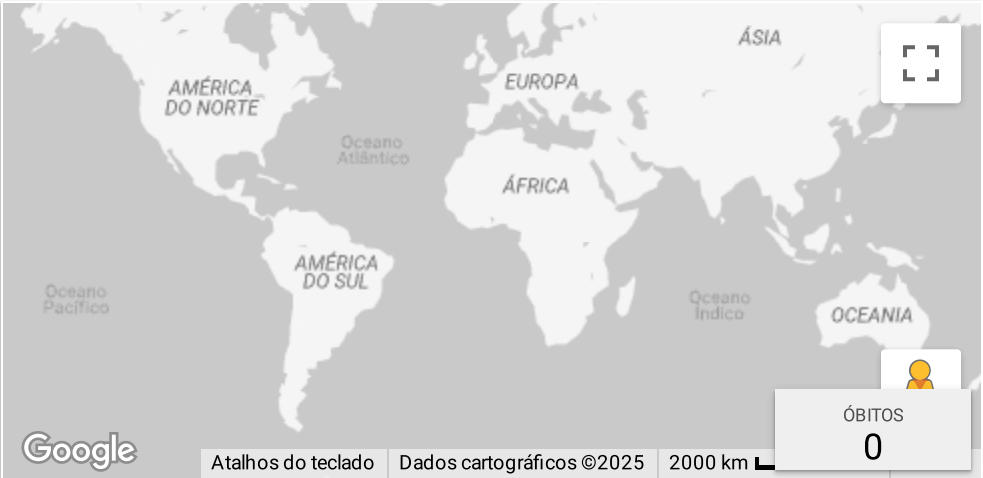 ÁSIA
EUROPA
AMÉRICA
DO NORTE
Oceano
Atlântico
ÁFRICA
AMÉRICA
DO SUL
Oceano
Pacífico
Oceano
Índico
OCEANIA
ÓBITOS
0
Google
Atalhos do teclado
Dados cartográficos ©2025
2000 km